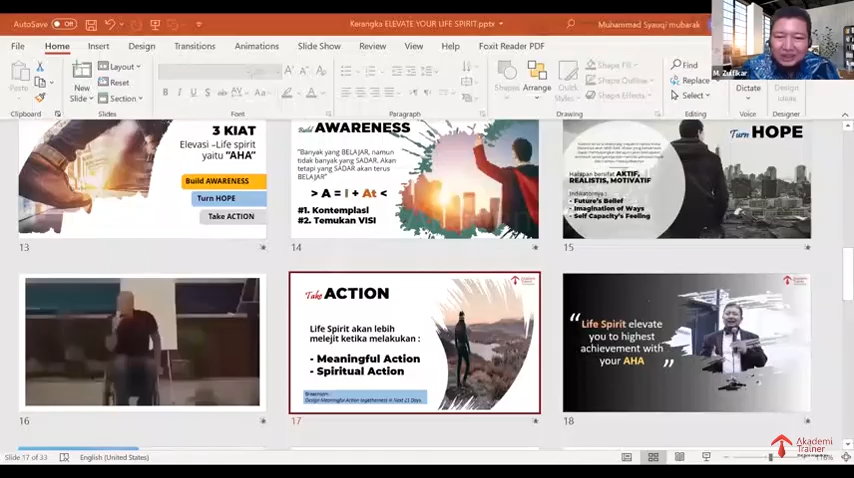 AutoSave Off
Kerangka ELEVATE YOUR LIFE SPIRIT.pptx
Muhammad Syauqi mubarak
File Home Insert Design Transitions Animations Slide Show Review View Help Foxit Reader PDF
Paste
New Slide
Layout
Reset
Section
B I U S
Shapes
Arrange
Quick Styles
Shape Fill
Shape Outline
Shape Effects
Find
Replace
Select
Dictate
Design Ideas
Clipboard
Slides
Font
Paragraph
Drawing
Editing
Voice
Designer
M. Zulfikar
3 KIAT
Elevasi –Life spirit
yaitu "AHA"
Build AWARENESS
Turn HOPE
Take ACTION
13
Build AWARENESS
"Banyak yang BELAJAR, namun
tidak banyak yang SADAR. Akan
tetapi yang SADAR akan terus
BELAJAR"
> A = I + At <
#1. Kontemplasi
#2. Temukan VISI
14
Turn HOPE
Harapan bersifat AKTIF,
REALISTIS, MOTIVATIF
Indikatornya :
- Future's Belief
- Imagination of Ways
- Self Capacity's Feeling
15
16
Take ACTION
Life Spirit akan lebih
melejit ketika melakukan :
- Meaningful Action
- Spiritual Action
17
“ Life Spirit elevate
you to highest
achievement with
your AHA ”
18
Akademi
Trainer
Slide 17 of 33
English (United States)